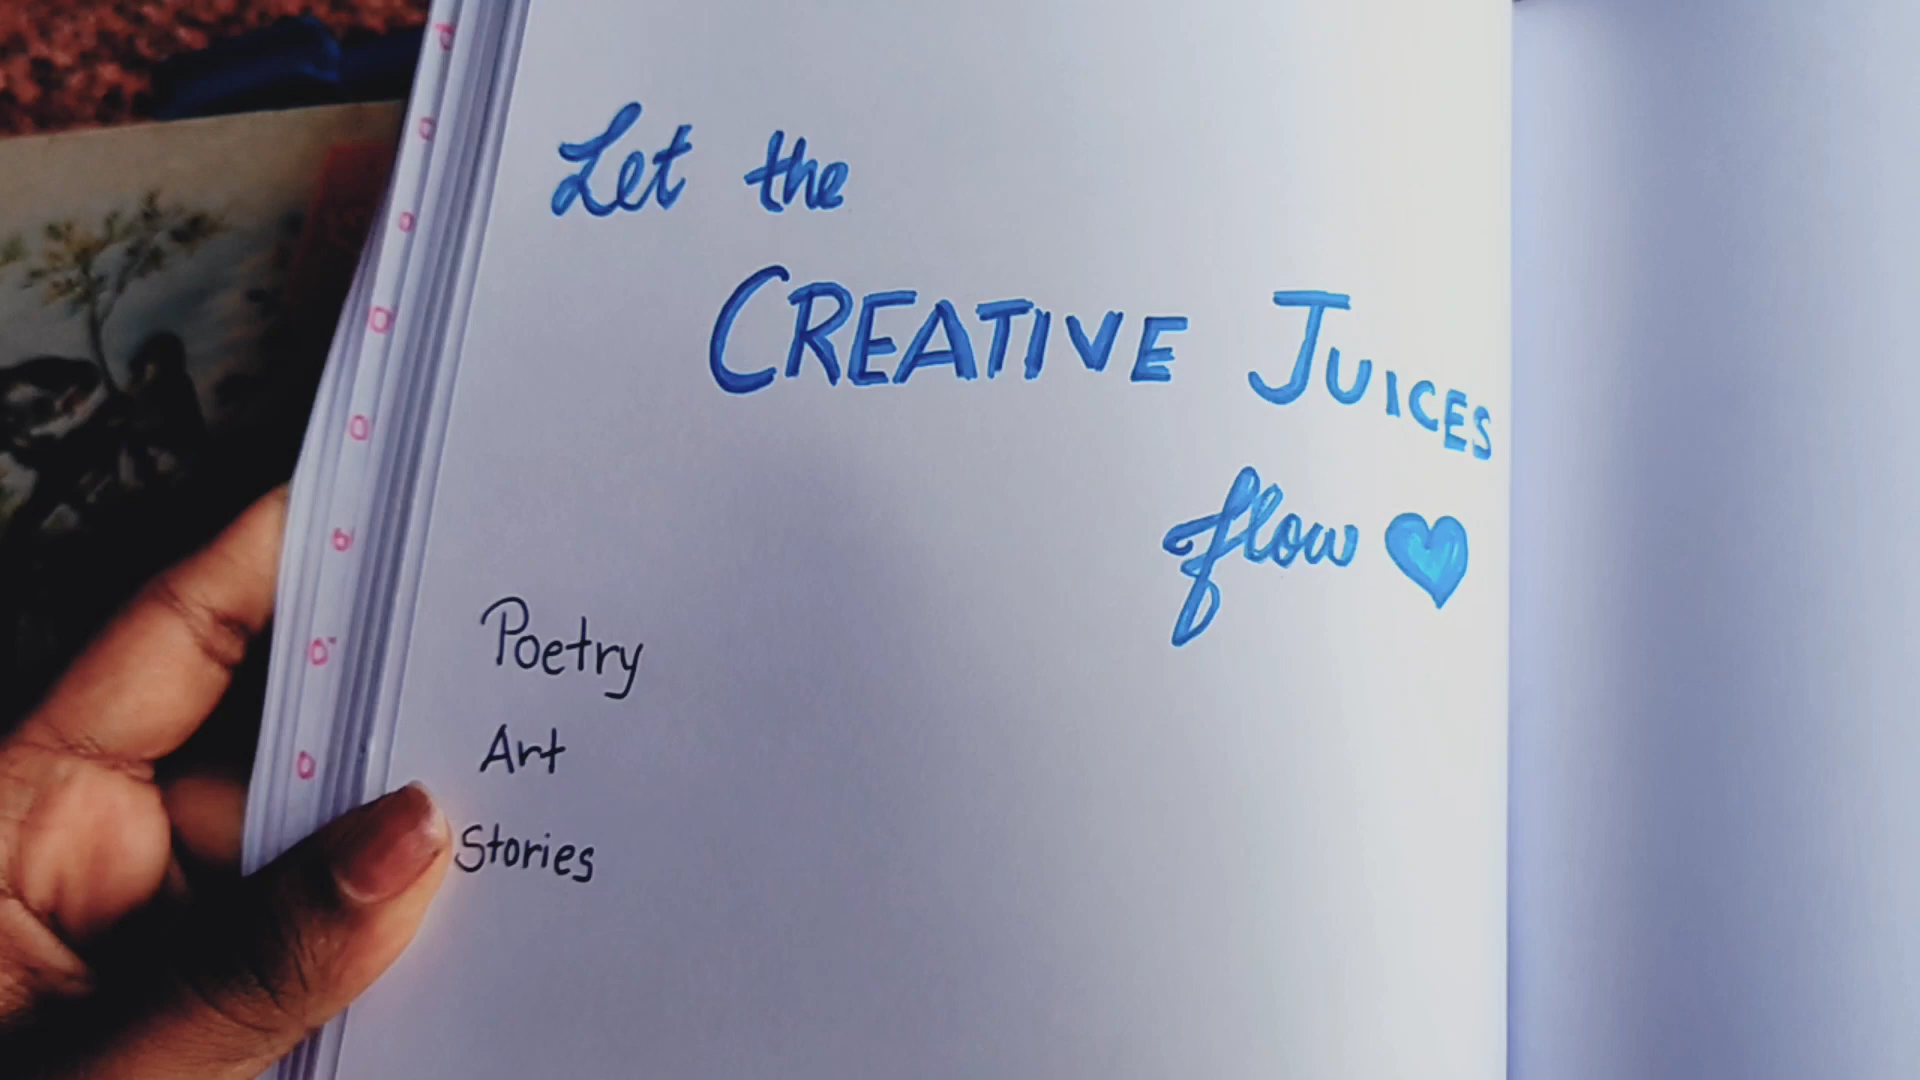 Let the
CREATIVE JUICES
flow
Poetry
Art
Stories